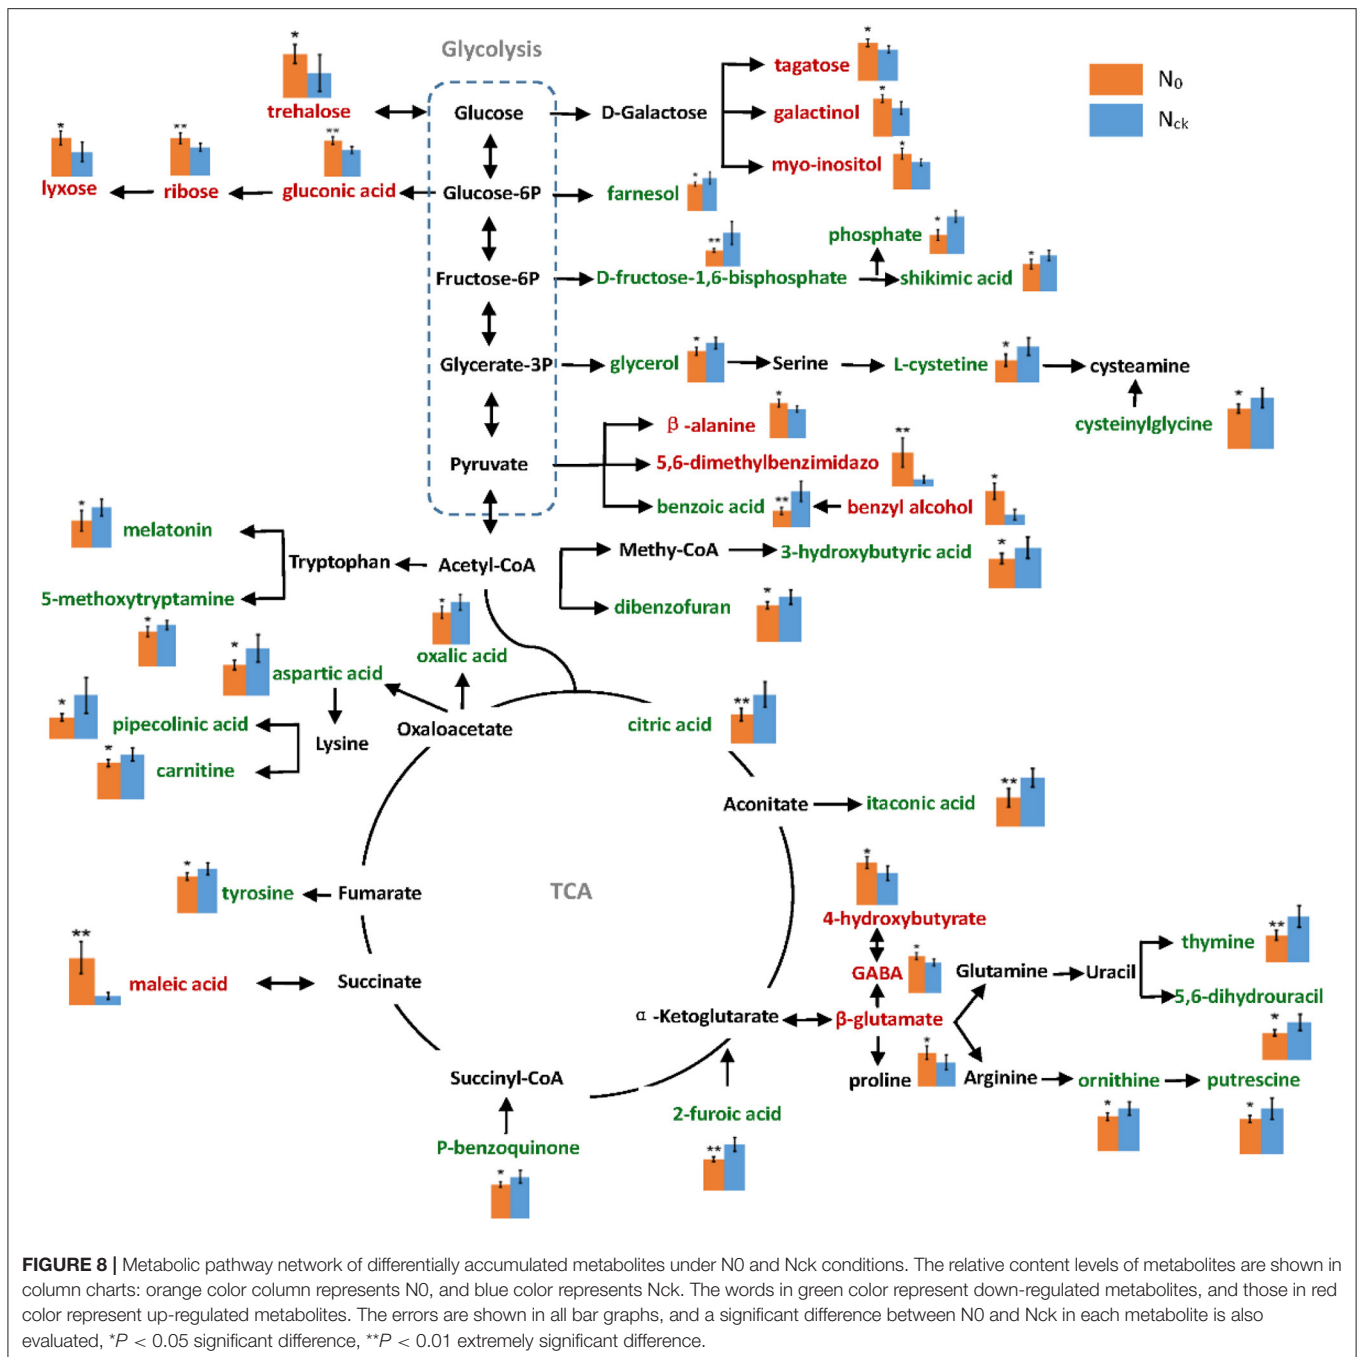 Glycolysis
N0
Nck
*
*
trehalose
Glucose
D-Galactose
tagatose
*
galactinol
*
myo-inositol
*
**
**
lyxose
ribose
gluconic acid
Glucose-6P
farnesol
*
**
phosphate
*
Fructose-6P
D-fructose-1,6-bisphosphate
shikimic acid
*
Glycerate-3P
glycerol
*
Serine
L-cystetine
*
cysteamine
cysteinylglycine
*
β-alanine
*
Pyruvate
5,6-dimethylbenzimidazo
**
benzoic acid
**
benzyl alcohol
*
*
melatonin
Tryptophan
Acetyl-CoA
Methy-CoA
3-hydroxybutyric acid
*
5-methoxytryptamine
*
dibenzofuran
*
*
oxalic acid
*
aspartic acid
*
pipecolinic acid
Lysine
Oxaloacetate
citric acid
**
*
carnitine
Aconitate
itaconic acid
**
*
tyrosine
Fumarate
TCA
*
4-hydroxybutyrate
**
maleic acid
Succinate
GABA
*
Glutamine
Uracil
thymine
**
5,6-dihydrouracil
*
α-Ketoglutarate
β-glutamate
proline
*
Arginine
ornithine
*
putrescine
*
Succinyl-CoA
2-furoic acid
**
P-benzoquinone
*
FIGURE 8 | Metabolic pathway network of differentially accumulated metabolites under N0 and Nck conditions. The relative content levels of metabolites are shown in
column charts: orange color column represents N0, and blue color represents Nck. The words in green color represent down-regulated metabolites, and those in red
color represent up-regulated metabolites. The errors are shown in all bar graphs, and a significant difference between N0 and Nck in each metabolite is also
evaluated, *P < 0.05 significant difference, **P < 0.01 extremely significant difference.